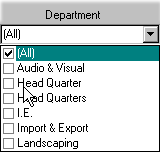 Department
(All)
(All)
Audio & Visual
Head Quarter
Head Quarters
I.E.
Import & Export
Landscaping